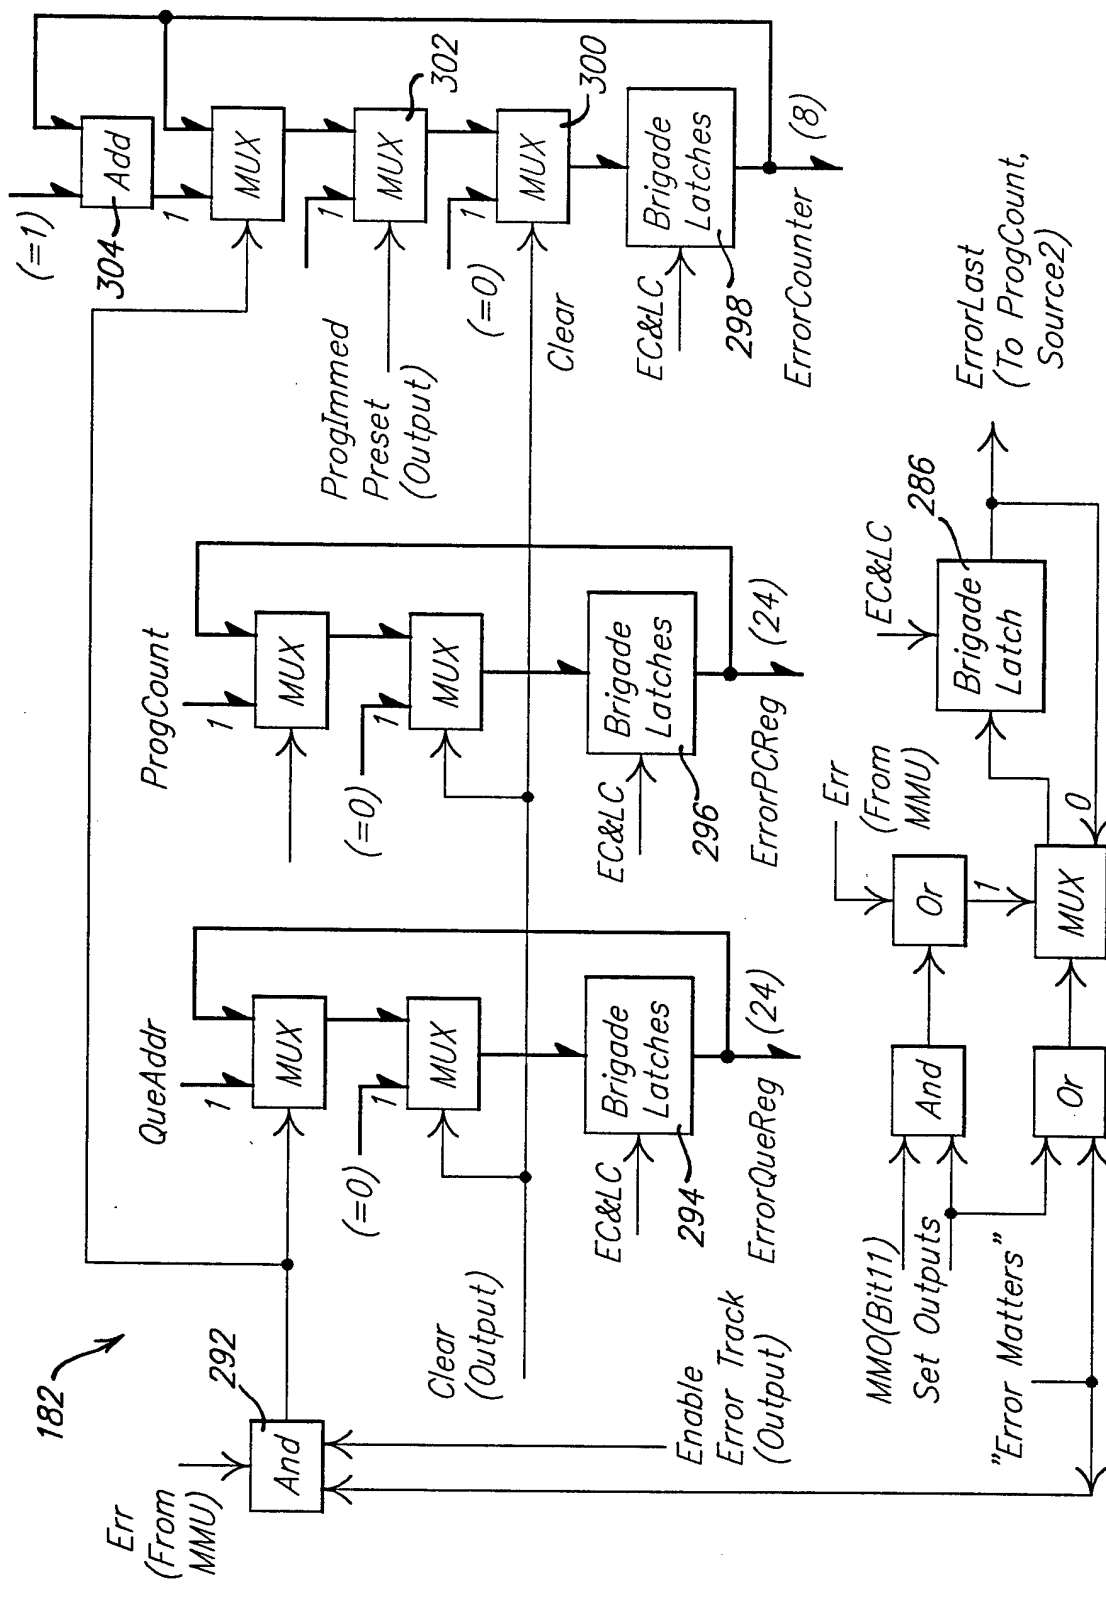 182
Err
(From
MMU)
And
292
QueAddr
1
MUX
(=0)
1
MUX
Clear
(Output)
EC&LC
Brigade
Latches
294
ErrorQueReg
(24)
Enable
Error Track
(Output)
ProgCount
1
MUX
(=0)
1
MUX
EC&LC
Brigade
Latches
296
ErrorPCReg
(24)
(=1)
304
Add
1
MUX
ProgImmed
Preset
(Output)
1
MUX
302
(=0)
1
MUX
300
Clear
EC&LC
Brigade
Latches
298
ErrorCounter
(8)
MMO(Bit11)
Set Outputs
"Error Matters"
And
Or
Or
Err
(From
MMU)
1
MUX
0
EC&LC
Brigade
Latch
286
ErrorLast
(To ProgCount,
Source2)